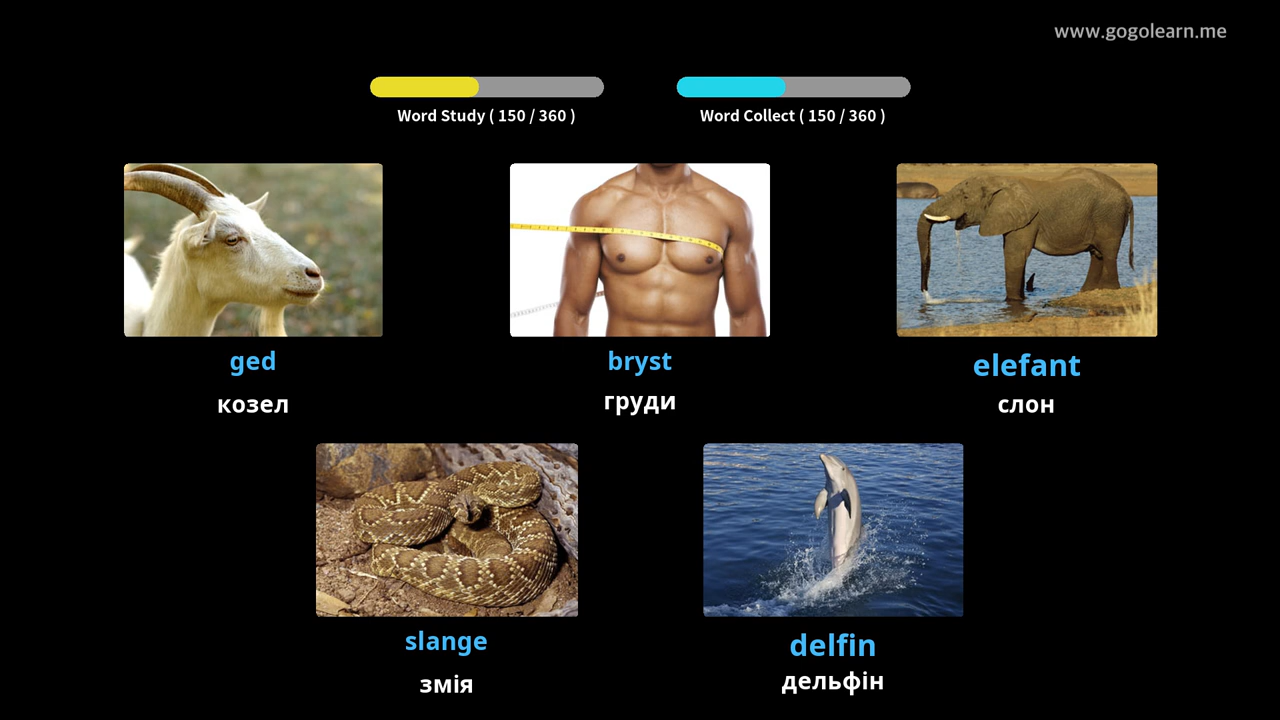 www.gogolearn.me
Word Study ( 150 / 360 )
Word Collect ( 150 / 360 )
ged
козел
bryst
груди
elefant
слон
slange
змія
delfin
дельфін